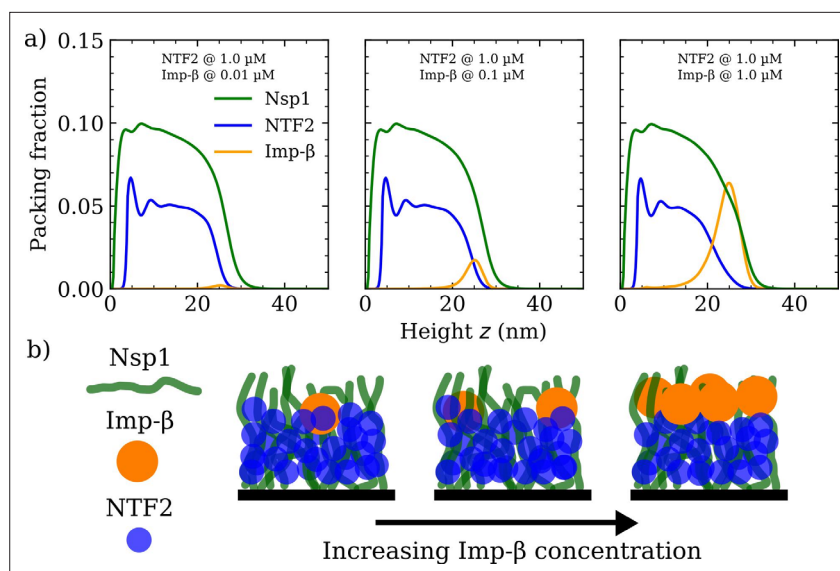 a)
0.15
0.10
0.05
0.00
Packing fraction
NTF2 @ 1.0 µM
Imp-β @ 0.01 µM
Nsp1
NTF2
Imp-β
NTF2 @ 1.0 µM
Imp-β @ 0.1 µM
NTF2 @ 1.0 µM
Imp-β @ 1.0 µM
0 20 40 0 20 40 0 20 40
Height z (nm)
b)
Nsp1
Imp-β
NTF2
Increasing Imp-β concentration